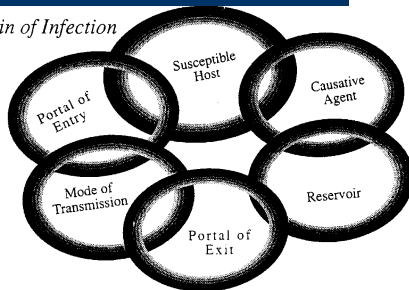 in of Infection
Susceptible
Host
Causative
Agent
Reservoir
Portal of
Exit
Mode of
Transmission
Portal of
Entry